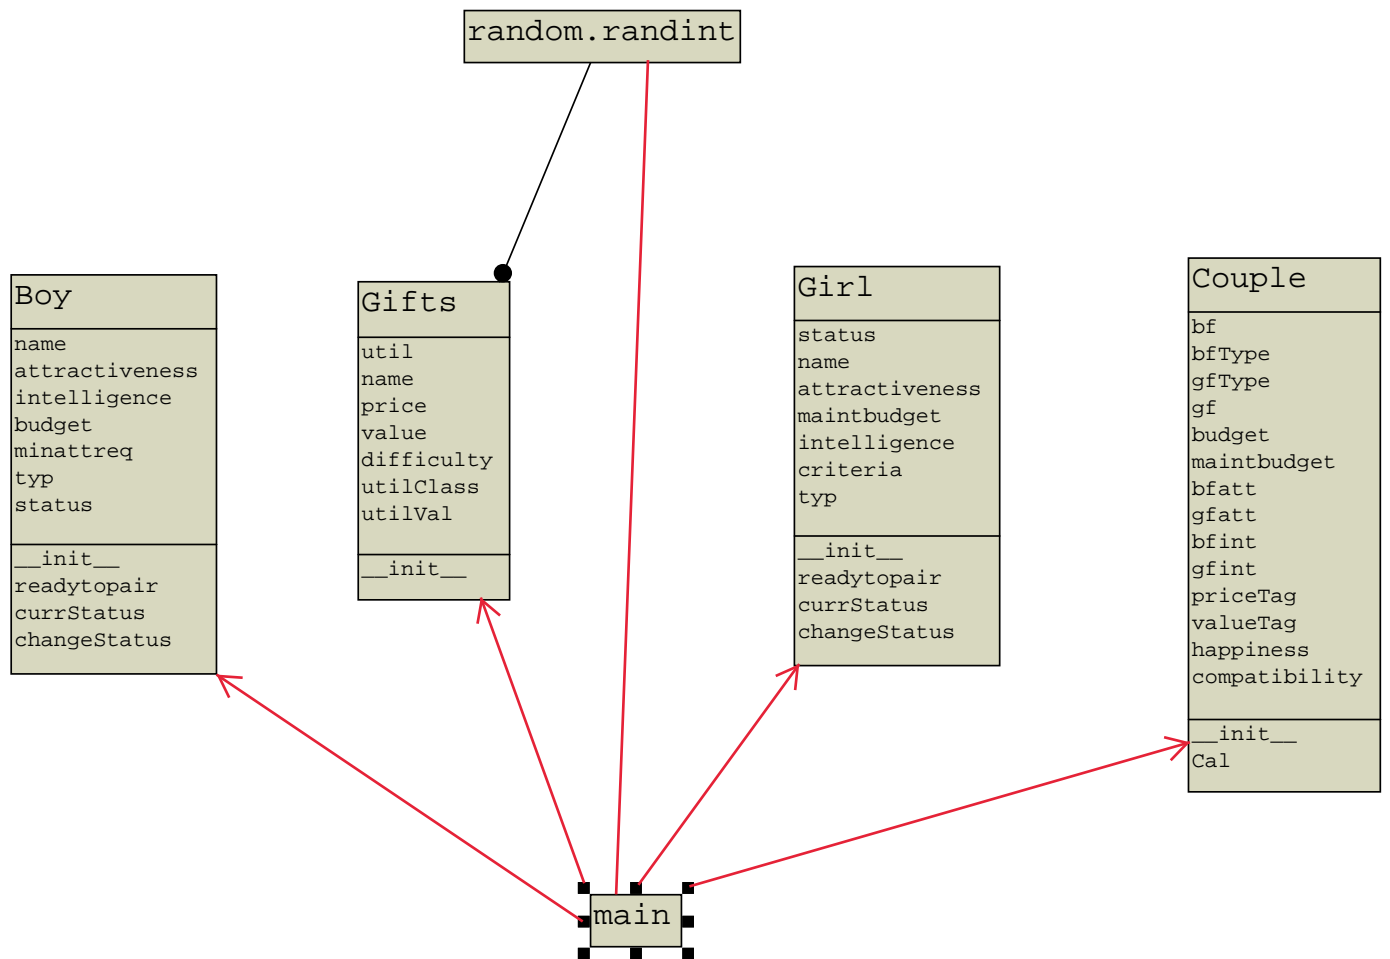 random.randint
Boy
name
attractiveness
intelligence
budget
minattreq
typ
status
__init__
readytopair
currStatus
changeStatus
Gifts
util
name
price
value
difficulty
utilClass
utilVal
__init__
Girl
status
name
attractiveness
maintbudget
intelligence
criteria
typ
__init__
readytopair
currStatus
changeStatus
Couple
bf
bfType
gfType
gf
budget
maintbudget
bfatt
gfatt
bfint
gfint
priceTag
valueTag
happiness
compatibility
__init__
Cal
main